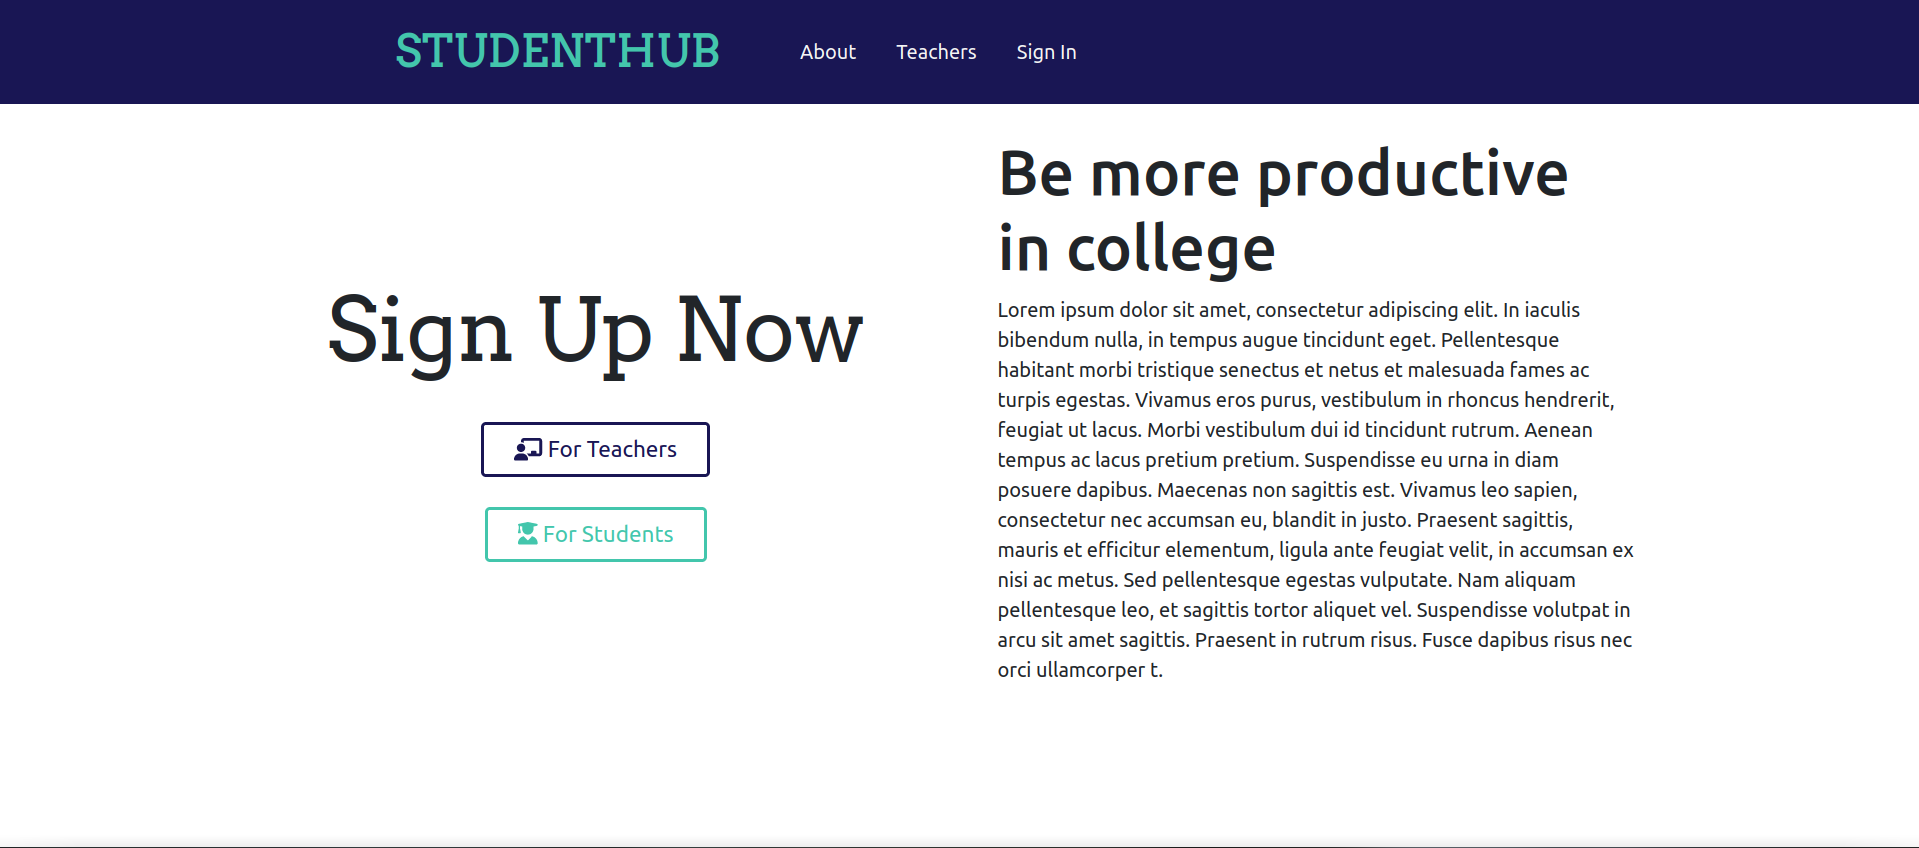 STUDENTHUB
About
Teachers
Sign In
Sign Up Now
For Teachers
For Students
Be more productive
in college
Lorem ipsum dolor sit amet, consectetur adipiscing elit. In iaculis
bibendum nulla, in tempus augue tincidunt eget. Pellentesque
habitant morbi tristique senectus et netus et malesuada fames ac
turpis egestas. Vivamus eros purus, vestibulum in rhoncus hendrerit,
feugiat ut lacus. Morbi vestibulum dui id tincidunt rutrum. Aenean
tempus ac lacus pretium pretium. Suspendisse eu urna in diam
posuere dapibus. Maecenas non sagittis est. Vivamus leo sapien,
consectetur nec accumsan eu, blandit in justo. Praesent sagittis,
mauris et efficitur elementum, ligula ante feugiat velit, in accumsan ex
nisi ac metus. Sed pellentesque egestas vulputate. Nam aliquam
pellentesque leo, et sagittis tortor aliquet vel. Suspendisse volutpat in
arcu sit amet sagittis. Praesent in rutrum risus. Fusce dapibus risus nec
orci ullamcorper t.